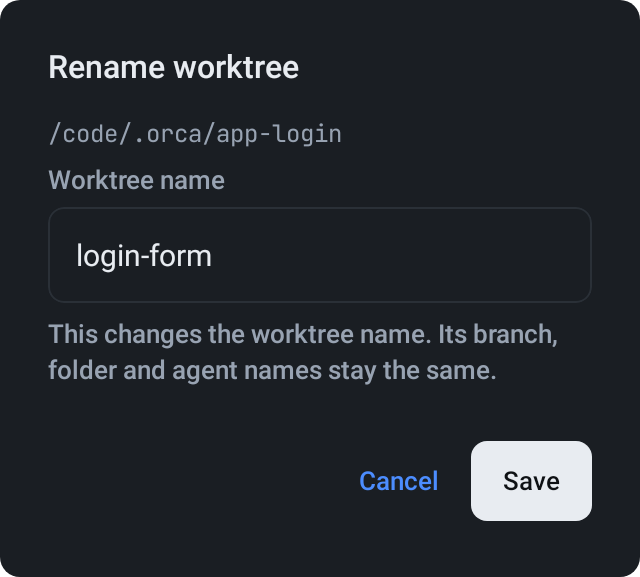 Rename worktree
/code/.orca/app-login
Worktree name
login-form
This changes the worktree name. Its branch,
folder and agent names stay the same.
Cancel
Save